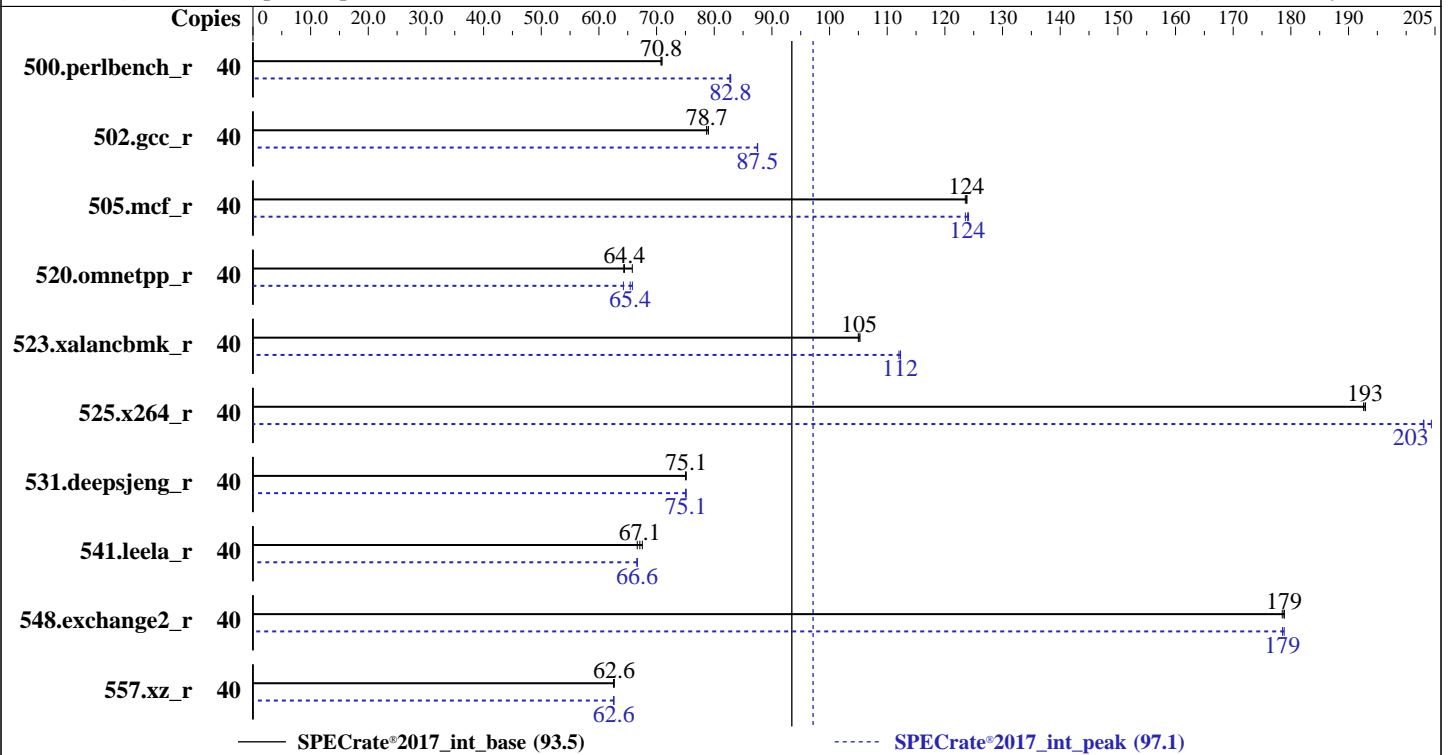 Copies 0 10.0 20.0 30.0 40.0 50.0 60.0 70.0 80.0 90.0 100 110 120 130 140 150 160 170 180 190 205
500.perlbench_r 40 70.8
82.8
502.gcc_r 40 78.7
87.5
505.mcf_r 40 124
124
520.omnetpp_r 40 64.4
65.4
523.xalancbmk_r 40 105
112
525.x264_r 40 193
203
531.deepsjeng_r 40 75.1
75.1
541.leela_r 40 67.1
66.6
548.exchange2_r 40 179
179
557.xz_r 40 62.6
62.6
SPECrate®2017_int_base (93.5) SPECrate®2017_int_peak (97.1)